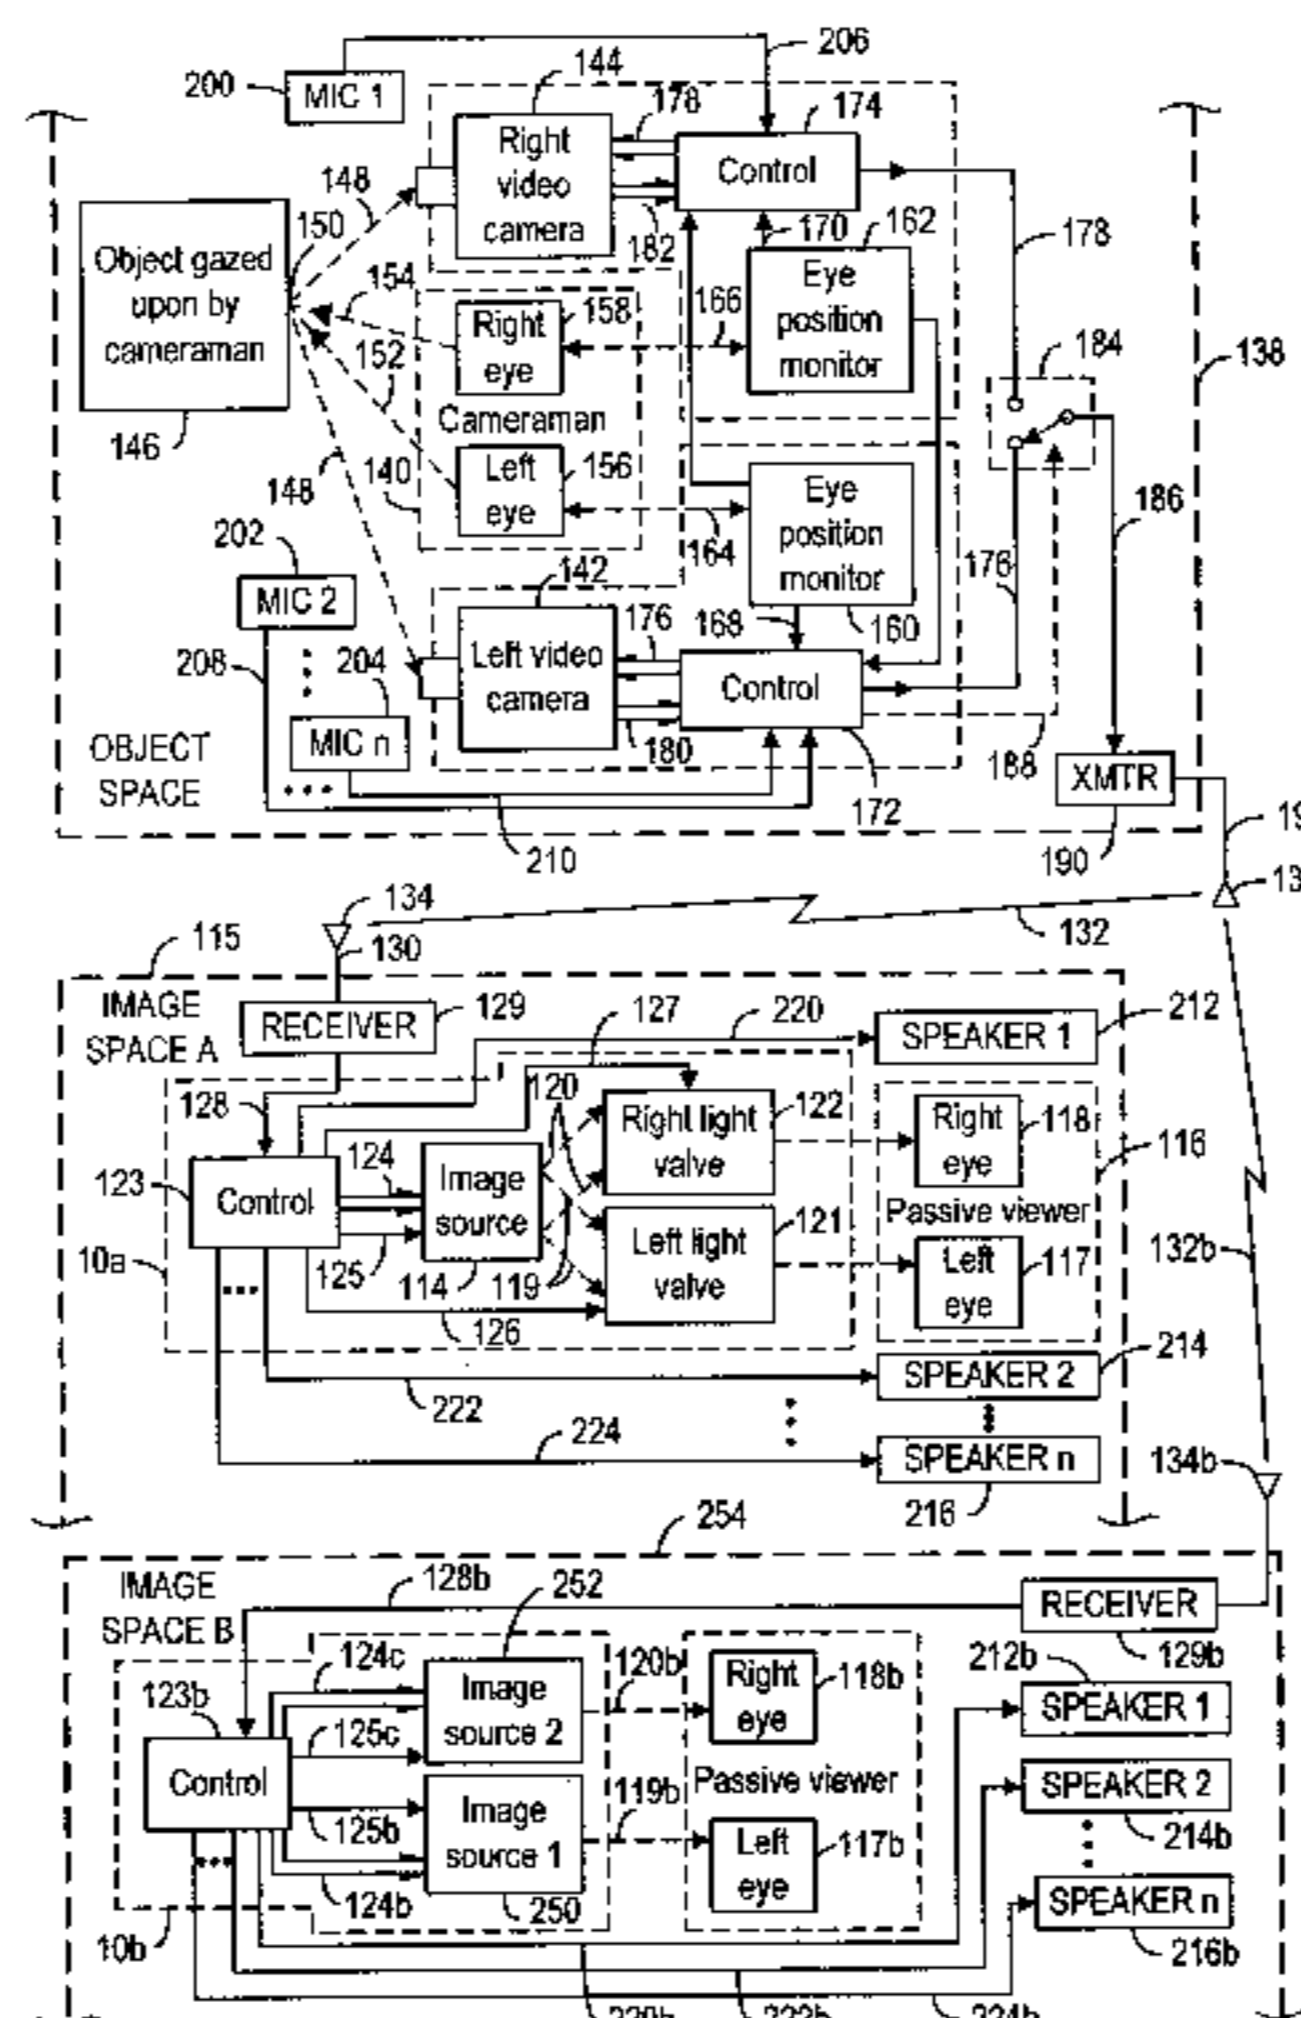 206
200
MIC 1
144
178
174
Right
video
camera
Control
148
150
182
170
162
178
Object gazed
upon by
cameraman
154
Right
eye
158
166
Eye
position
monitor
184
138
152
Cameraman
146
148
140
Left
eye
156
164
Eye
position
monitor
186
176
202
MIC 2
142
176
168
160
208
204
Left video
camera
Control
MIC n
180
188
OBJECT
SPACE
XMTR
172
190
210
134
130
132
115
IMAGE
SPACE A
RECEIVER
129
127
220
SPEAKER 1
212
128
120
Right light
valve
122
Right
eye
118
116
123
Control
124
Image
source
Passive viewer
Left light
valve
121
Left
eye
117
132b
10a
125
114
119
126
SPEAKER 2
214
222
224
SPEAKER n
134b
216
254
IMAGE
SPACE B
128b
252
RECEIVER
129b
124c
Image
source 2
120b
Right
eye
118b
212b
SPEAKER 1
123b
125c
Control
Passive viewer
SPEAKER 2
125b
Image
source 1
119b
Left
eye
117b
214b
124b
250
SPEAKER n
10b
216b